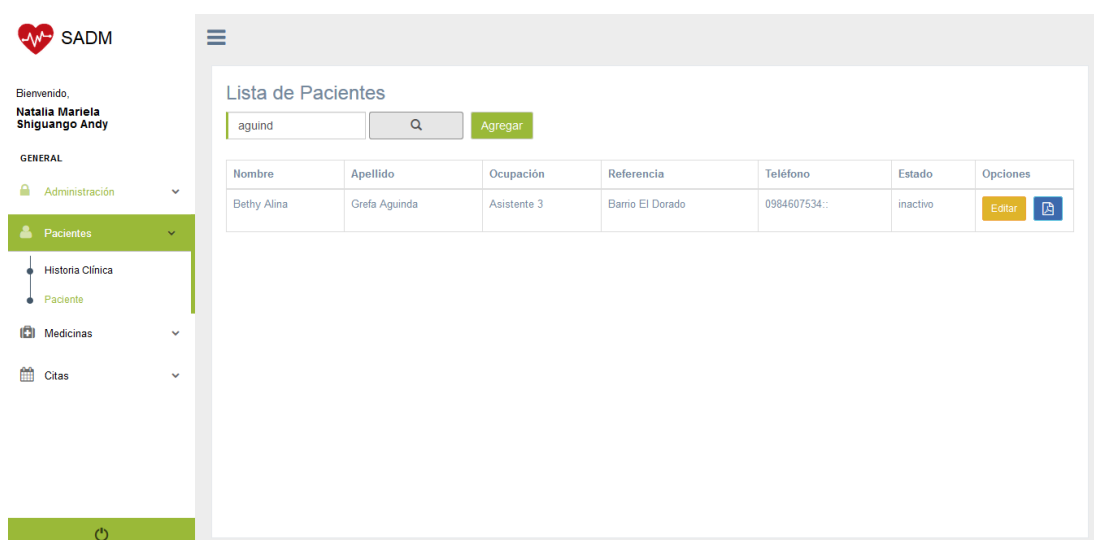 SADM
Bienvenido,
Natalia Mariela
Shiguango Andy
GENERAL
Administración
Pacientes
Historia Clínica
Paciente
Medicinas
Citas
Lista de Pacientes
aguind
Agregar
Nombre Apellido Ocupación Referencia Teléfono Estado Opciones
Bethy Alina Grefa Aguinda Asistente 3 Barrio El Dorado 0984607534:: inactivo Editar